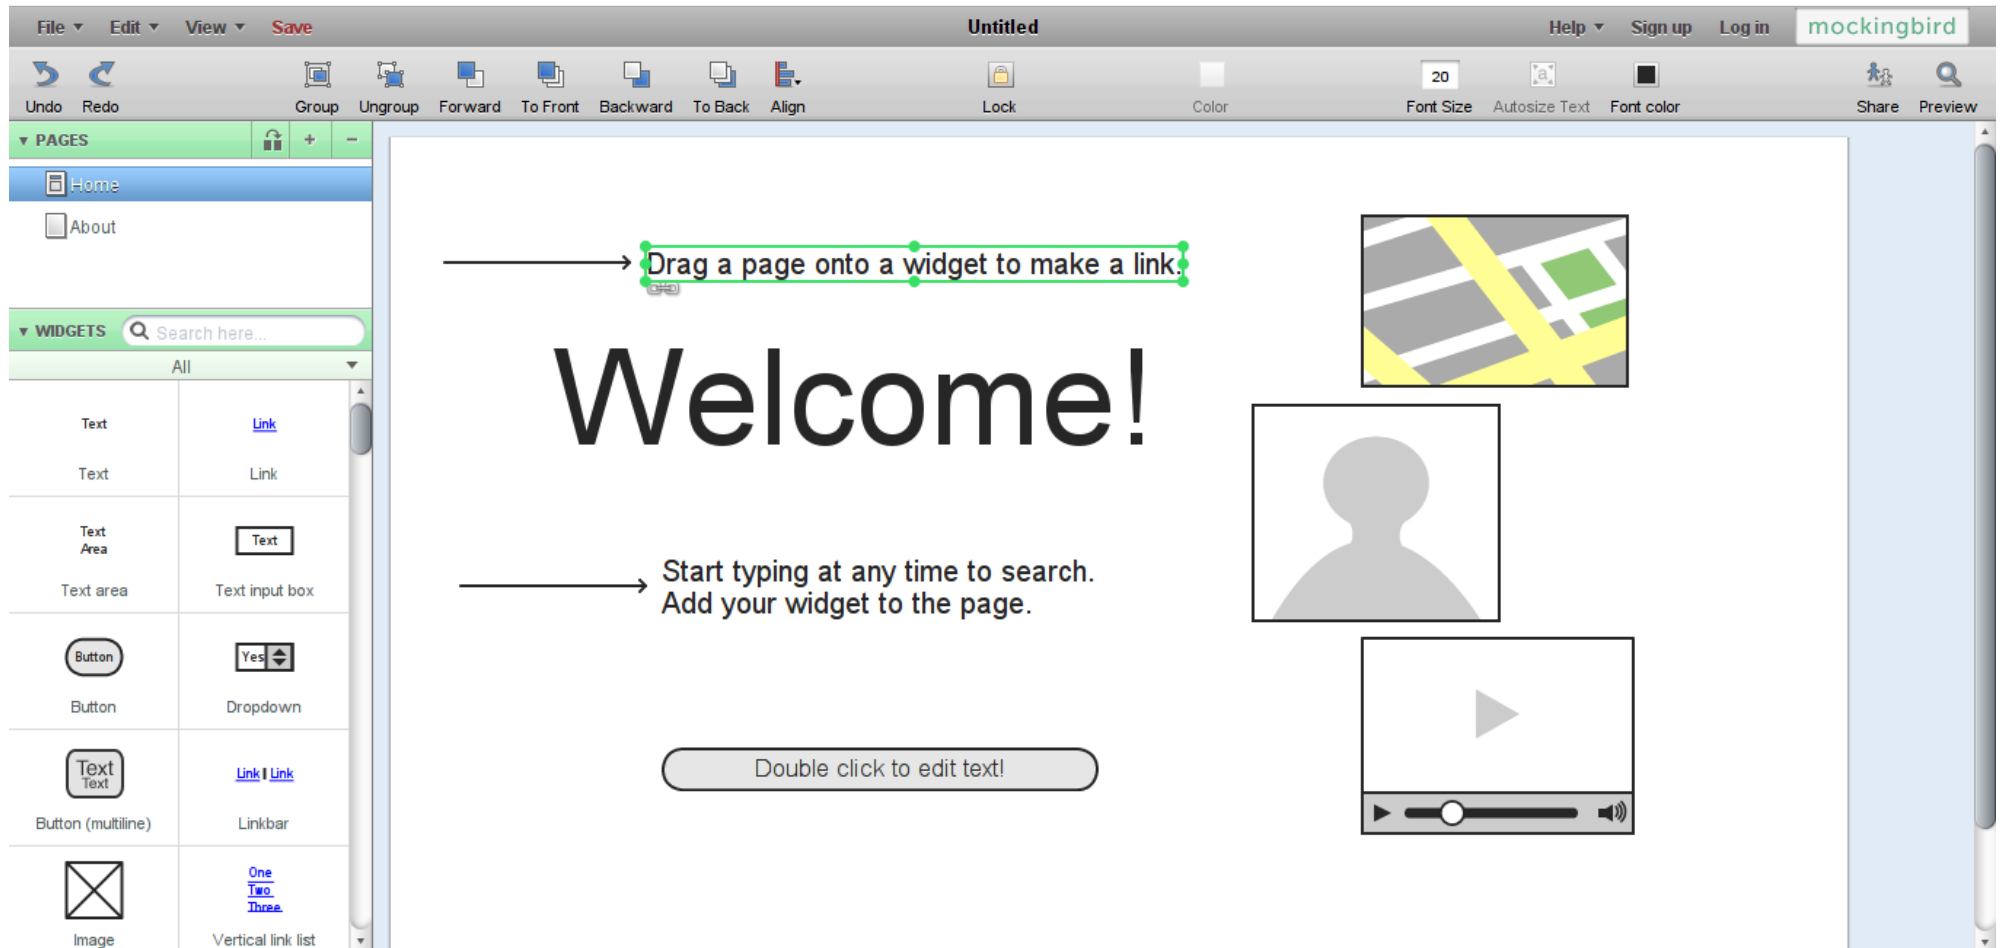 File Edit View Save Untitled Help Sign up Log in mockingbird
20 a
Undo Redo Group Ungroup Forward To Front Backward To Back Align Lock Color Font Size Autosize Text Font color Share Preview
PAGES + -
Home
About
WIDGETS Search here...
All
Text Link
Text Link
Text
Area
Text
Text area Text input box
Button Yes
Button Dropdown
Text
Text
Link Link
Button (multiline) Linkbar
One
Two
Three
Image Vertical link list
Drag a page onto a widget to make a link.
Welcome!
Start typing at any time to search.
Add your widget to the page.
Double click to edit text!